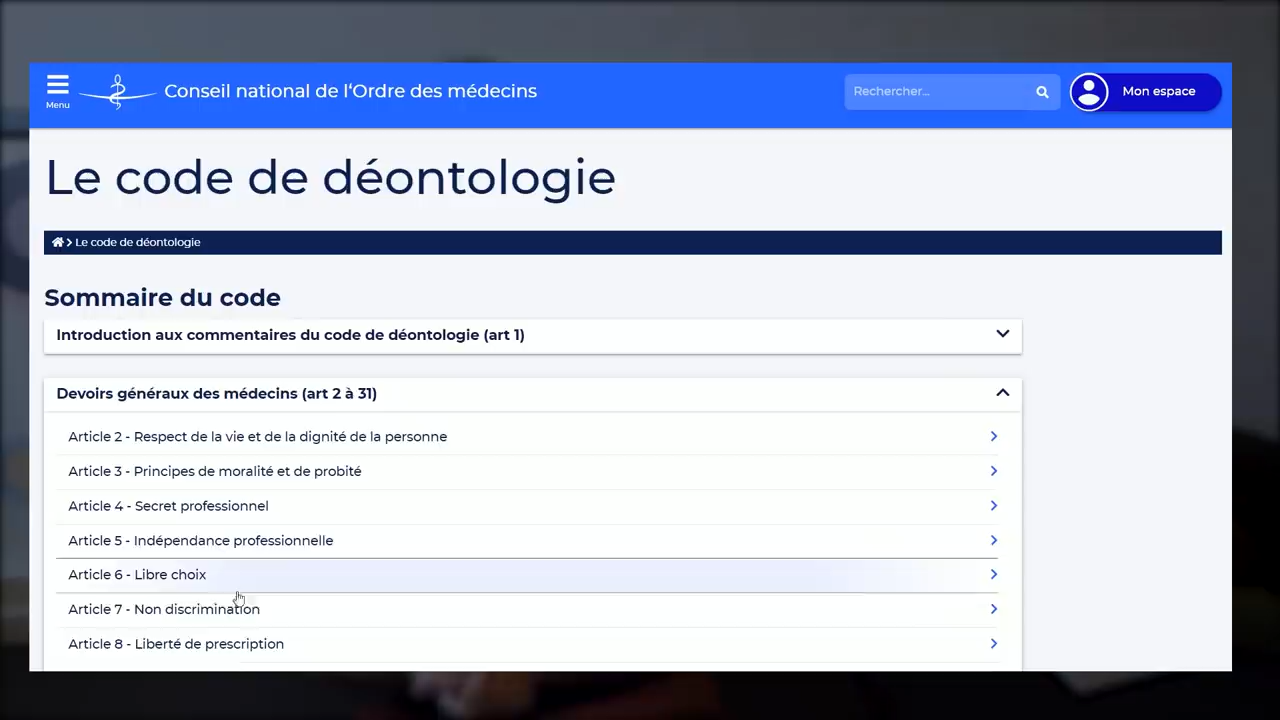 Menu
Conseil national de l'Ordre des médecins
Rechercher...
Mon espace
Le code de déontologie
Le code de déontologie
Sommaire du code
Introduction aux commentaires du code de déontologie (art 1)
Devoirs généraux des médecins (art 2 à 31)
Article 2 - Respect de la vie et de la dignité de la personne
Article 3 - Principes de moralité et de probité
Article 4 - Secret professionnel
Article 5 - Indépendance professionnelle
Article 6 - Libre choix
Article 7 - Non discrimination
Article 8 - Liberté de prescription